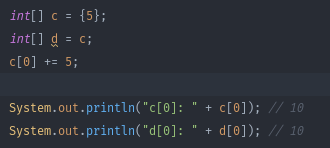 int[] c = {5};
int[] d = c;
c[0] += 5;
System.out.println("c[0]: " + c[0]); // 10
System.out.println("d[0]: " + d[0]); // 10